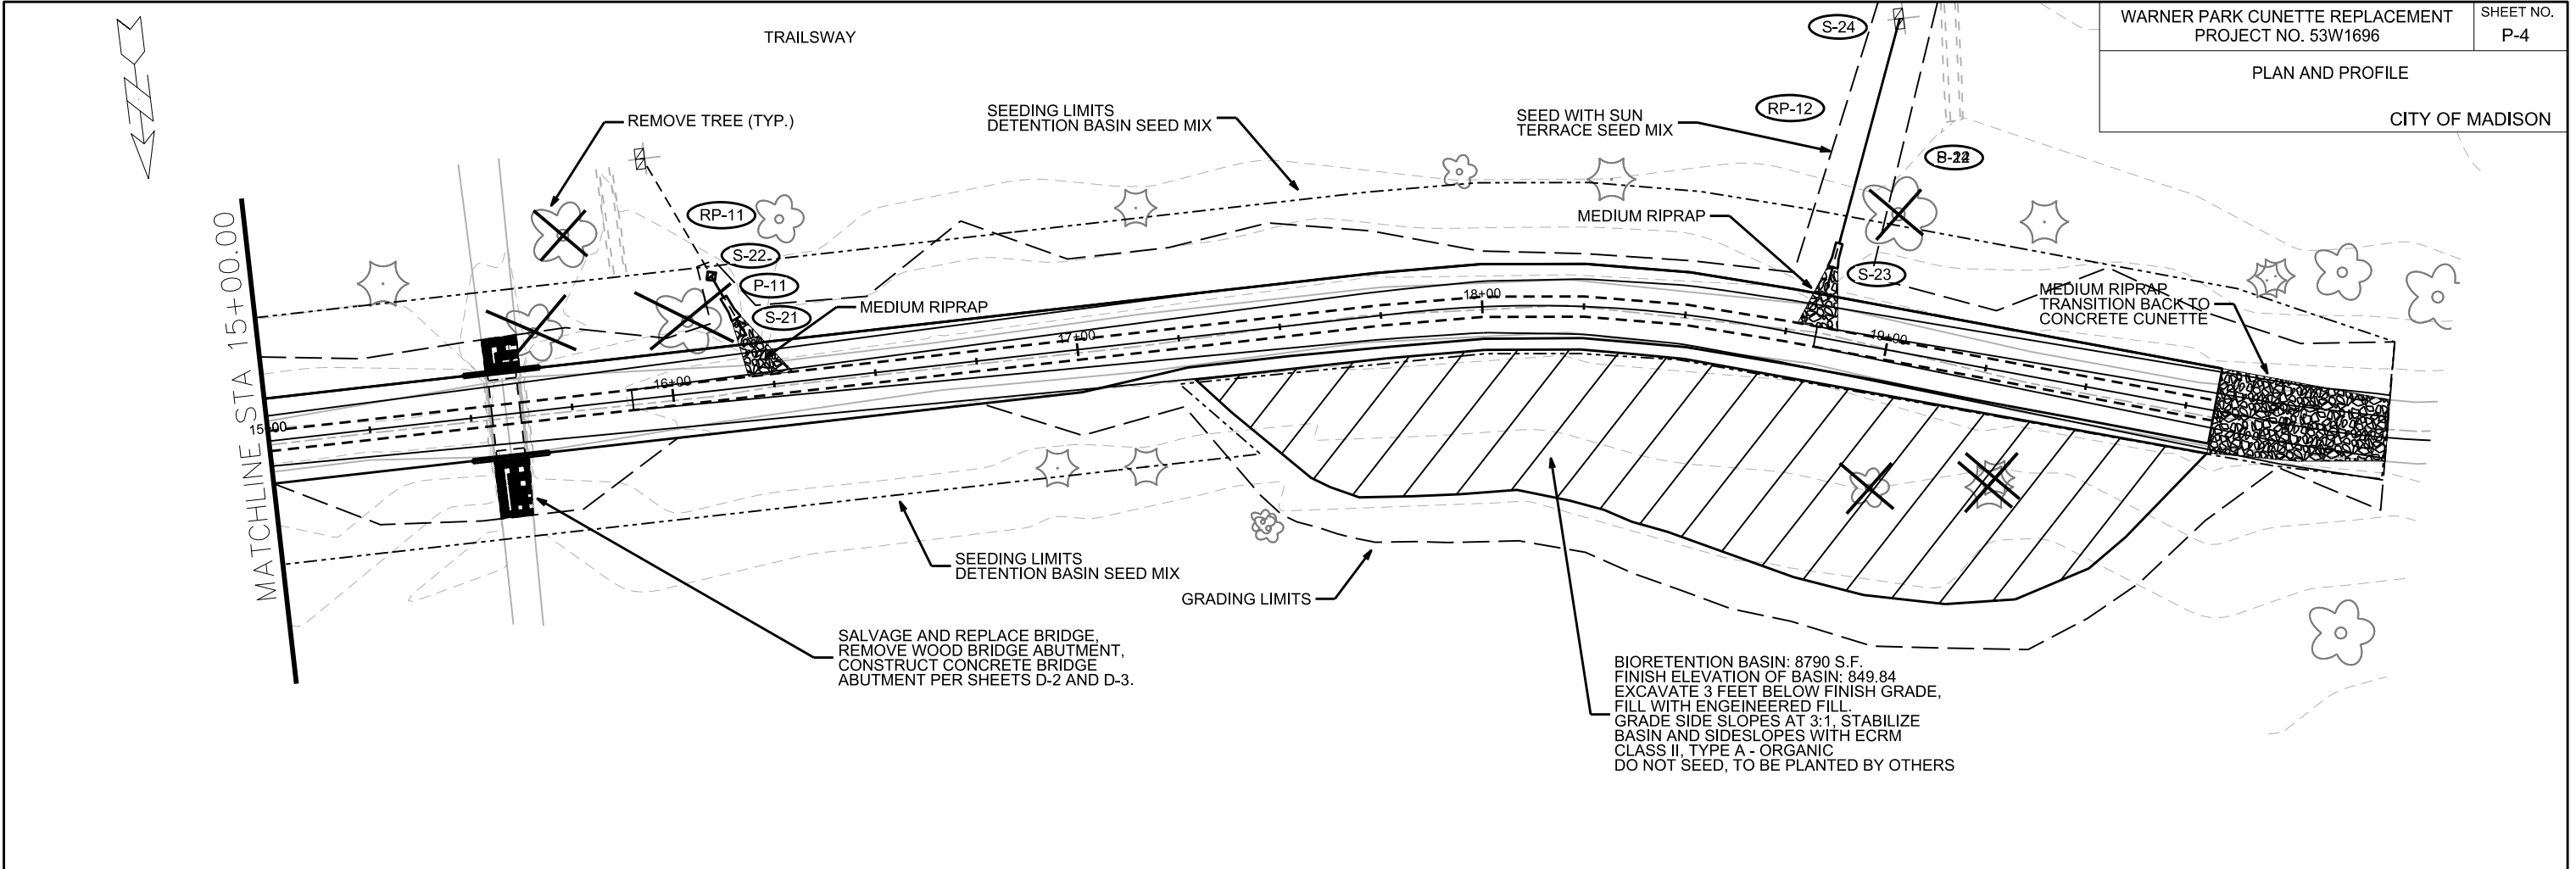 WARNER PARK CUNETTE REPLACEMENT
PROJECT NO. 53W1696
SHEET NO.
P-4
PLAN AND PROFILE
CITY OF MADISON
TRAILSWAY
S-24
REMOVE TREE (TYP.)
SEEDING LIMITS
DETENTION BASIN SEED MIX
SEED WITH SUN
TERRACE SEED MIX
RP-12
RP-11
S-22
P-11
S-21
MEDIUM RIPRAP
MEDIUM RIPRAP
S-23
MEDIUM RIPRAP
TRANSITION BACK TO
CONCRETE CUNETTE
MATCHLINE STA 15+00.00
15+00
16+00
17+00
18+00
19+00
SEEDING LIMITS
DETENTION BASIN SEED MIX
GRADING LIMITS
SALVAGE AND REPLACE BRIDGE,
REMOVE WOOD BRIDGE ABUTMENT,
CONSTRUCT CONCRETE BRIDGE
ABUTMENT PER SHEETS D-2 AND D-3.
BIORETENTION BASIN: 8790 S.F.
FINISH ELEVATION OF BASIN: 849.84
EXCAVATE 3 FEET BELOW FINISH GRADE,
FILL WITH ENGEINEERED FILL.
GRADE SIDE SLOPES AT 3:1, STABILIZE
BASIN AND SIDESLOPES WITH ECRM
CLASS II, TYPE A - ORGANIC
DO NOT SEED, TO BE PLANTED BY OTHERS